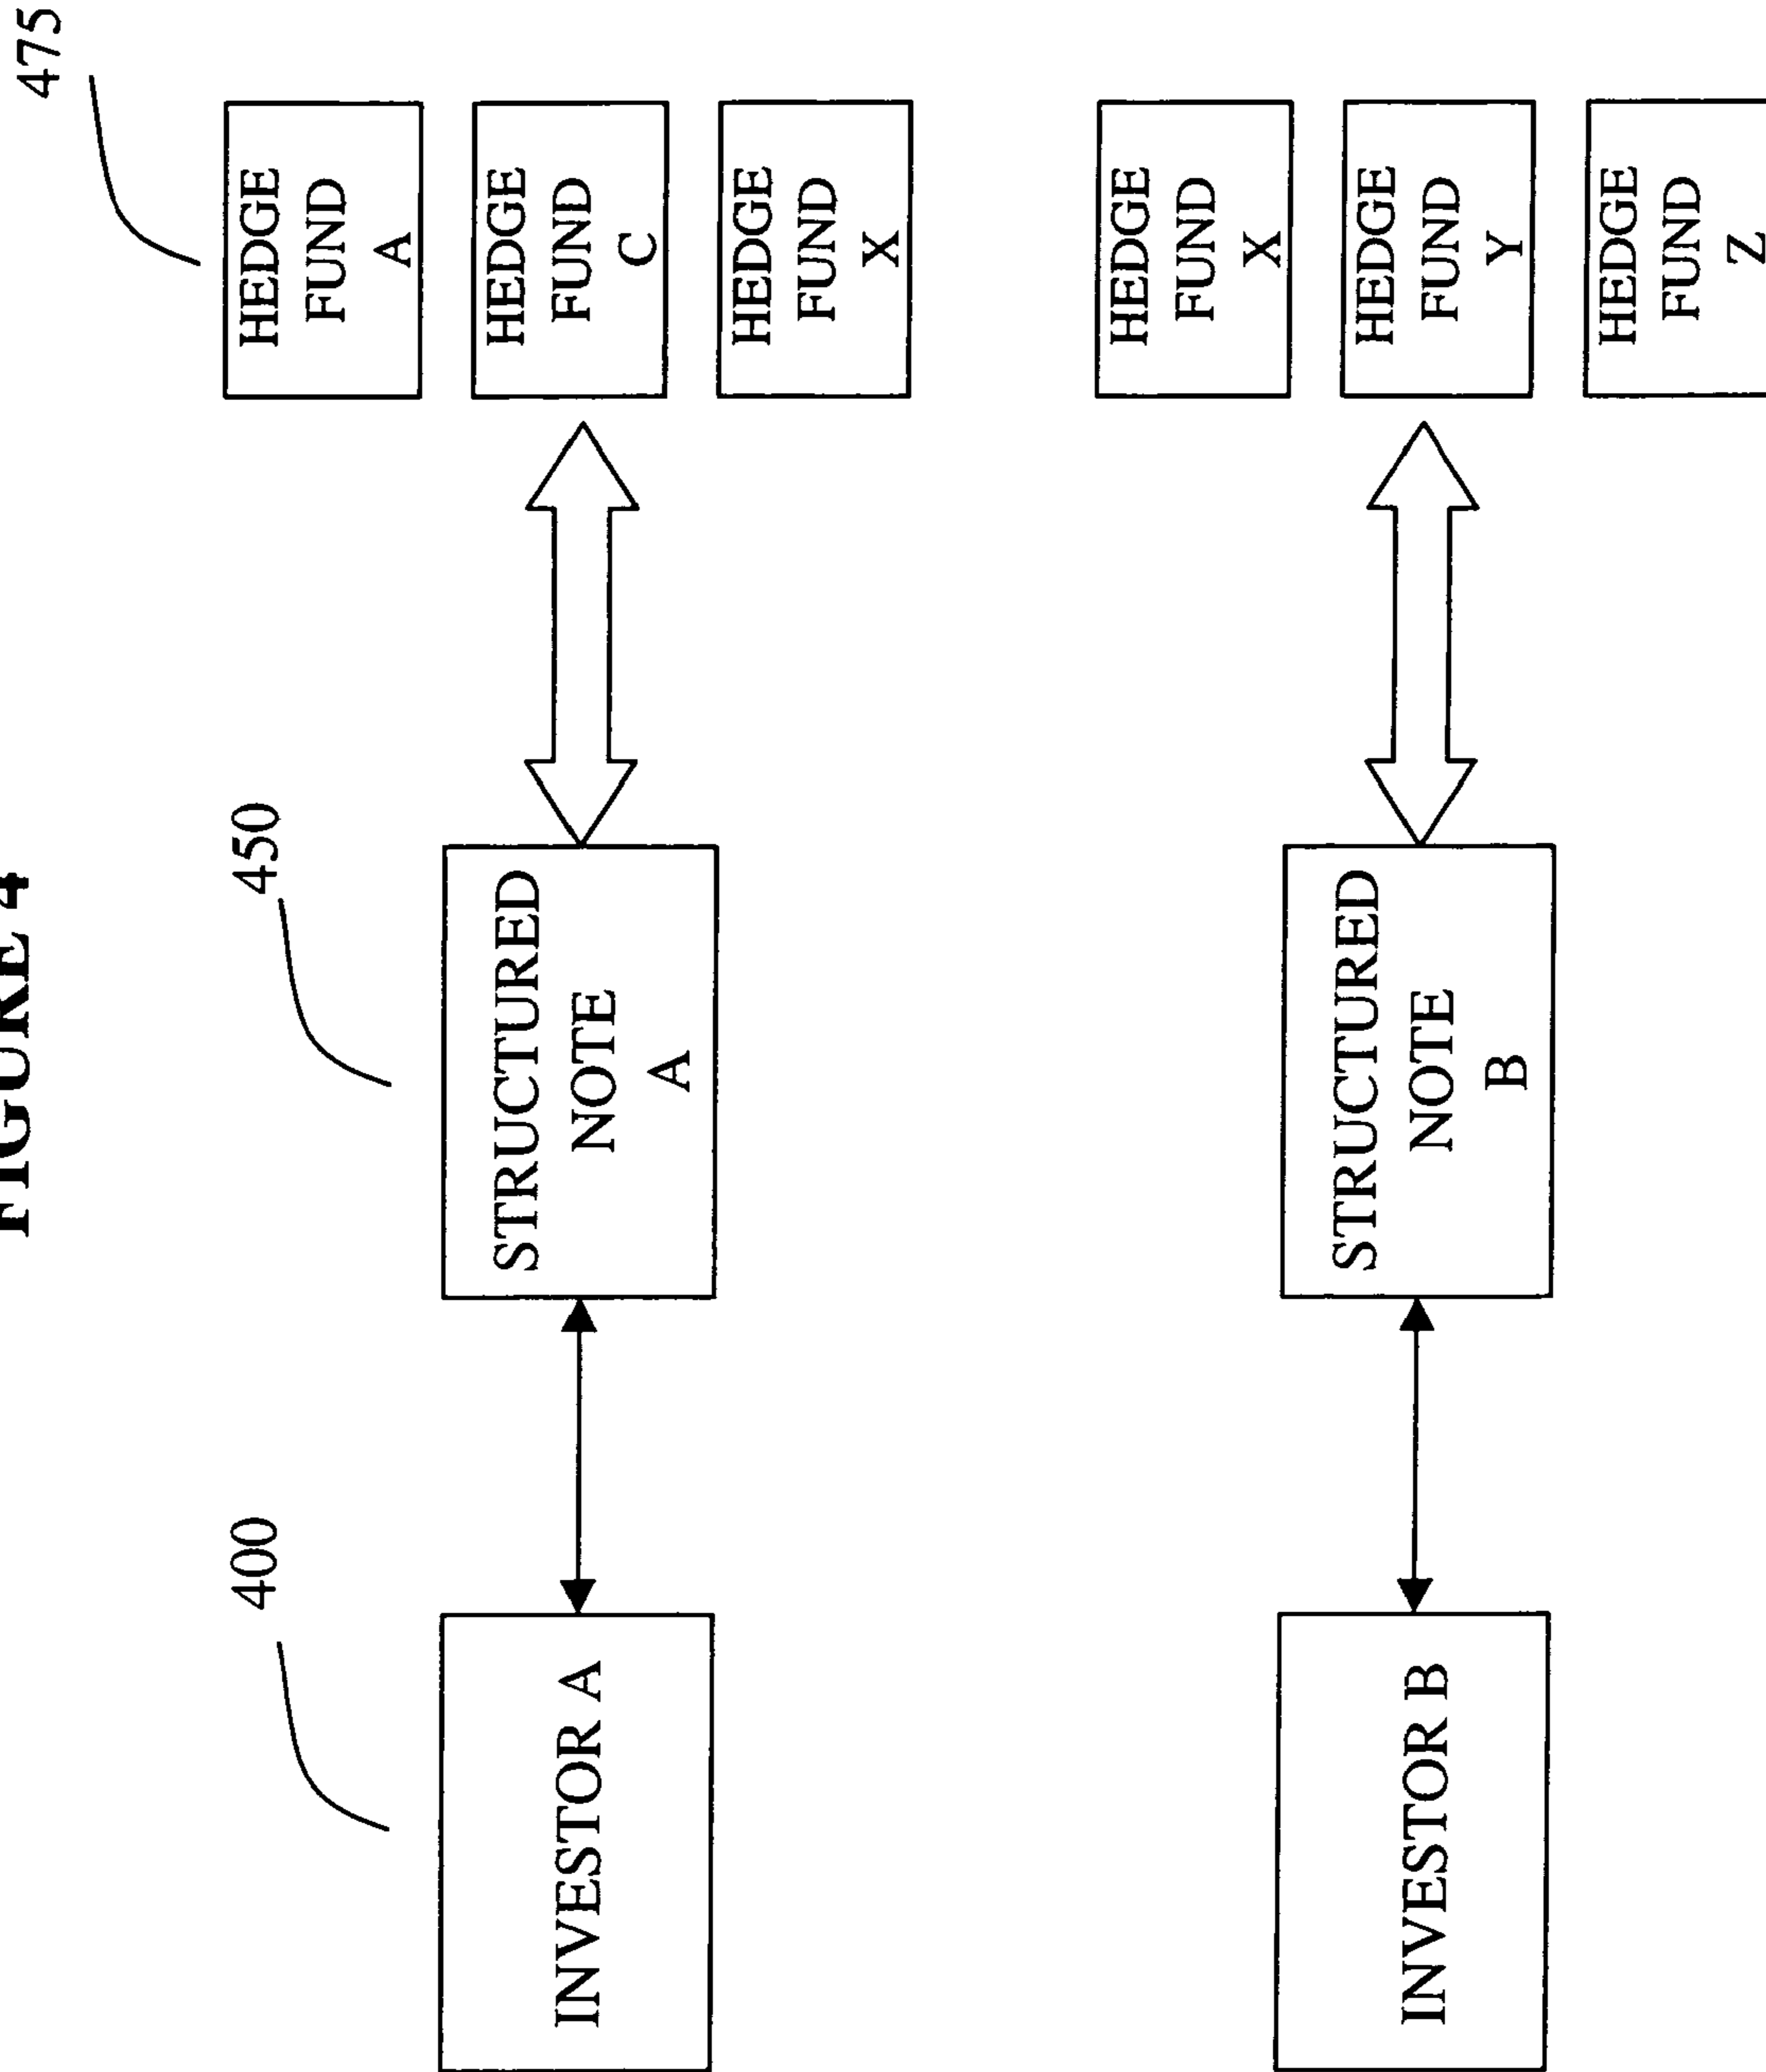 FIGURE 4
475
400
450
HEDGE
FUND
A
INVESTOR A
STRUCTURED
NOTE
A
HEDGE
FUND
C
HEDGE
FUND
X
HEDGE
FUND
X
INVESTOR B
STRUCTURED
NOTE
B
HEDGE
FUND
Y
HEDGE
FUND
Z